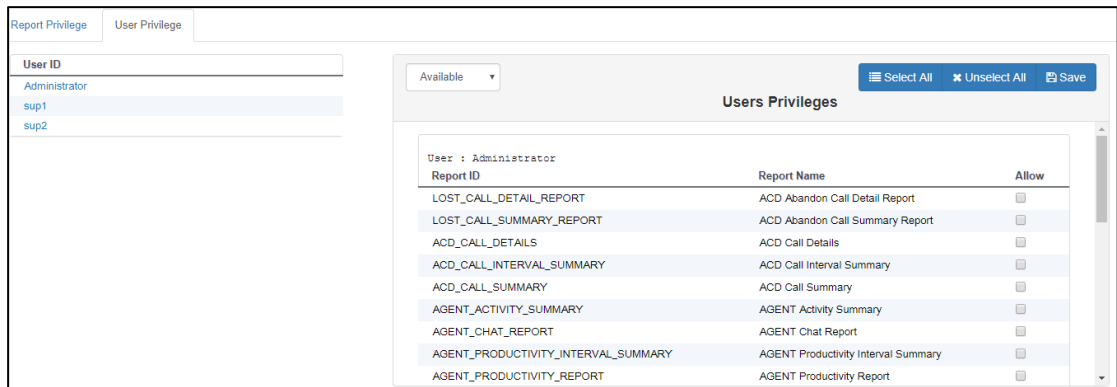 Report Privilege User Privilege
User ID
Administrator
sup1
sup2
Available Select All Unselect All Save
Users Privileges
User : Administrator
Report ID Report Name Allow
LOST_CALL_DETAIL_REPORT ACD Abandon Call Detail Report
LOST_CALL_SUMMARY_REPORT ACD Abandon Call Summary Report
ACD_CALL_DETAILS ACD Call Details
ACD_CALL_INTERVAL_SUMMARY ACD Call Interval Summary
ACD_CALL_SUMMARY ACD Call Summary
AGENT_ACTIVITY_SUMMARY AGENT Activity Summary
AGENT_CHAT_REPORT AGENT Chat Report
AGENT_PRODUCTIVITY_INTERVAL_SUMMARY AGENT Productivity Interval Summary
AGENT_PRODUCTIVITY_REPORT AGENT Productivity Report